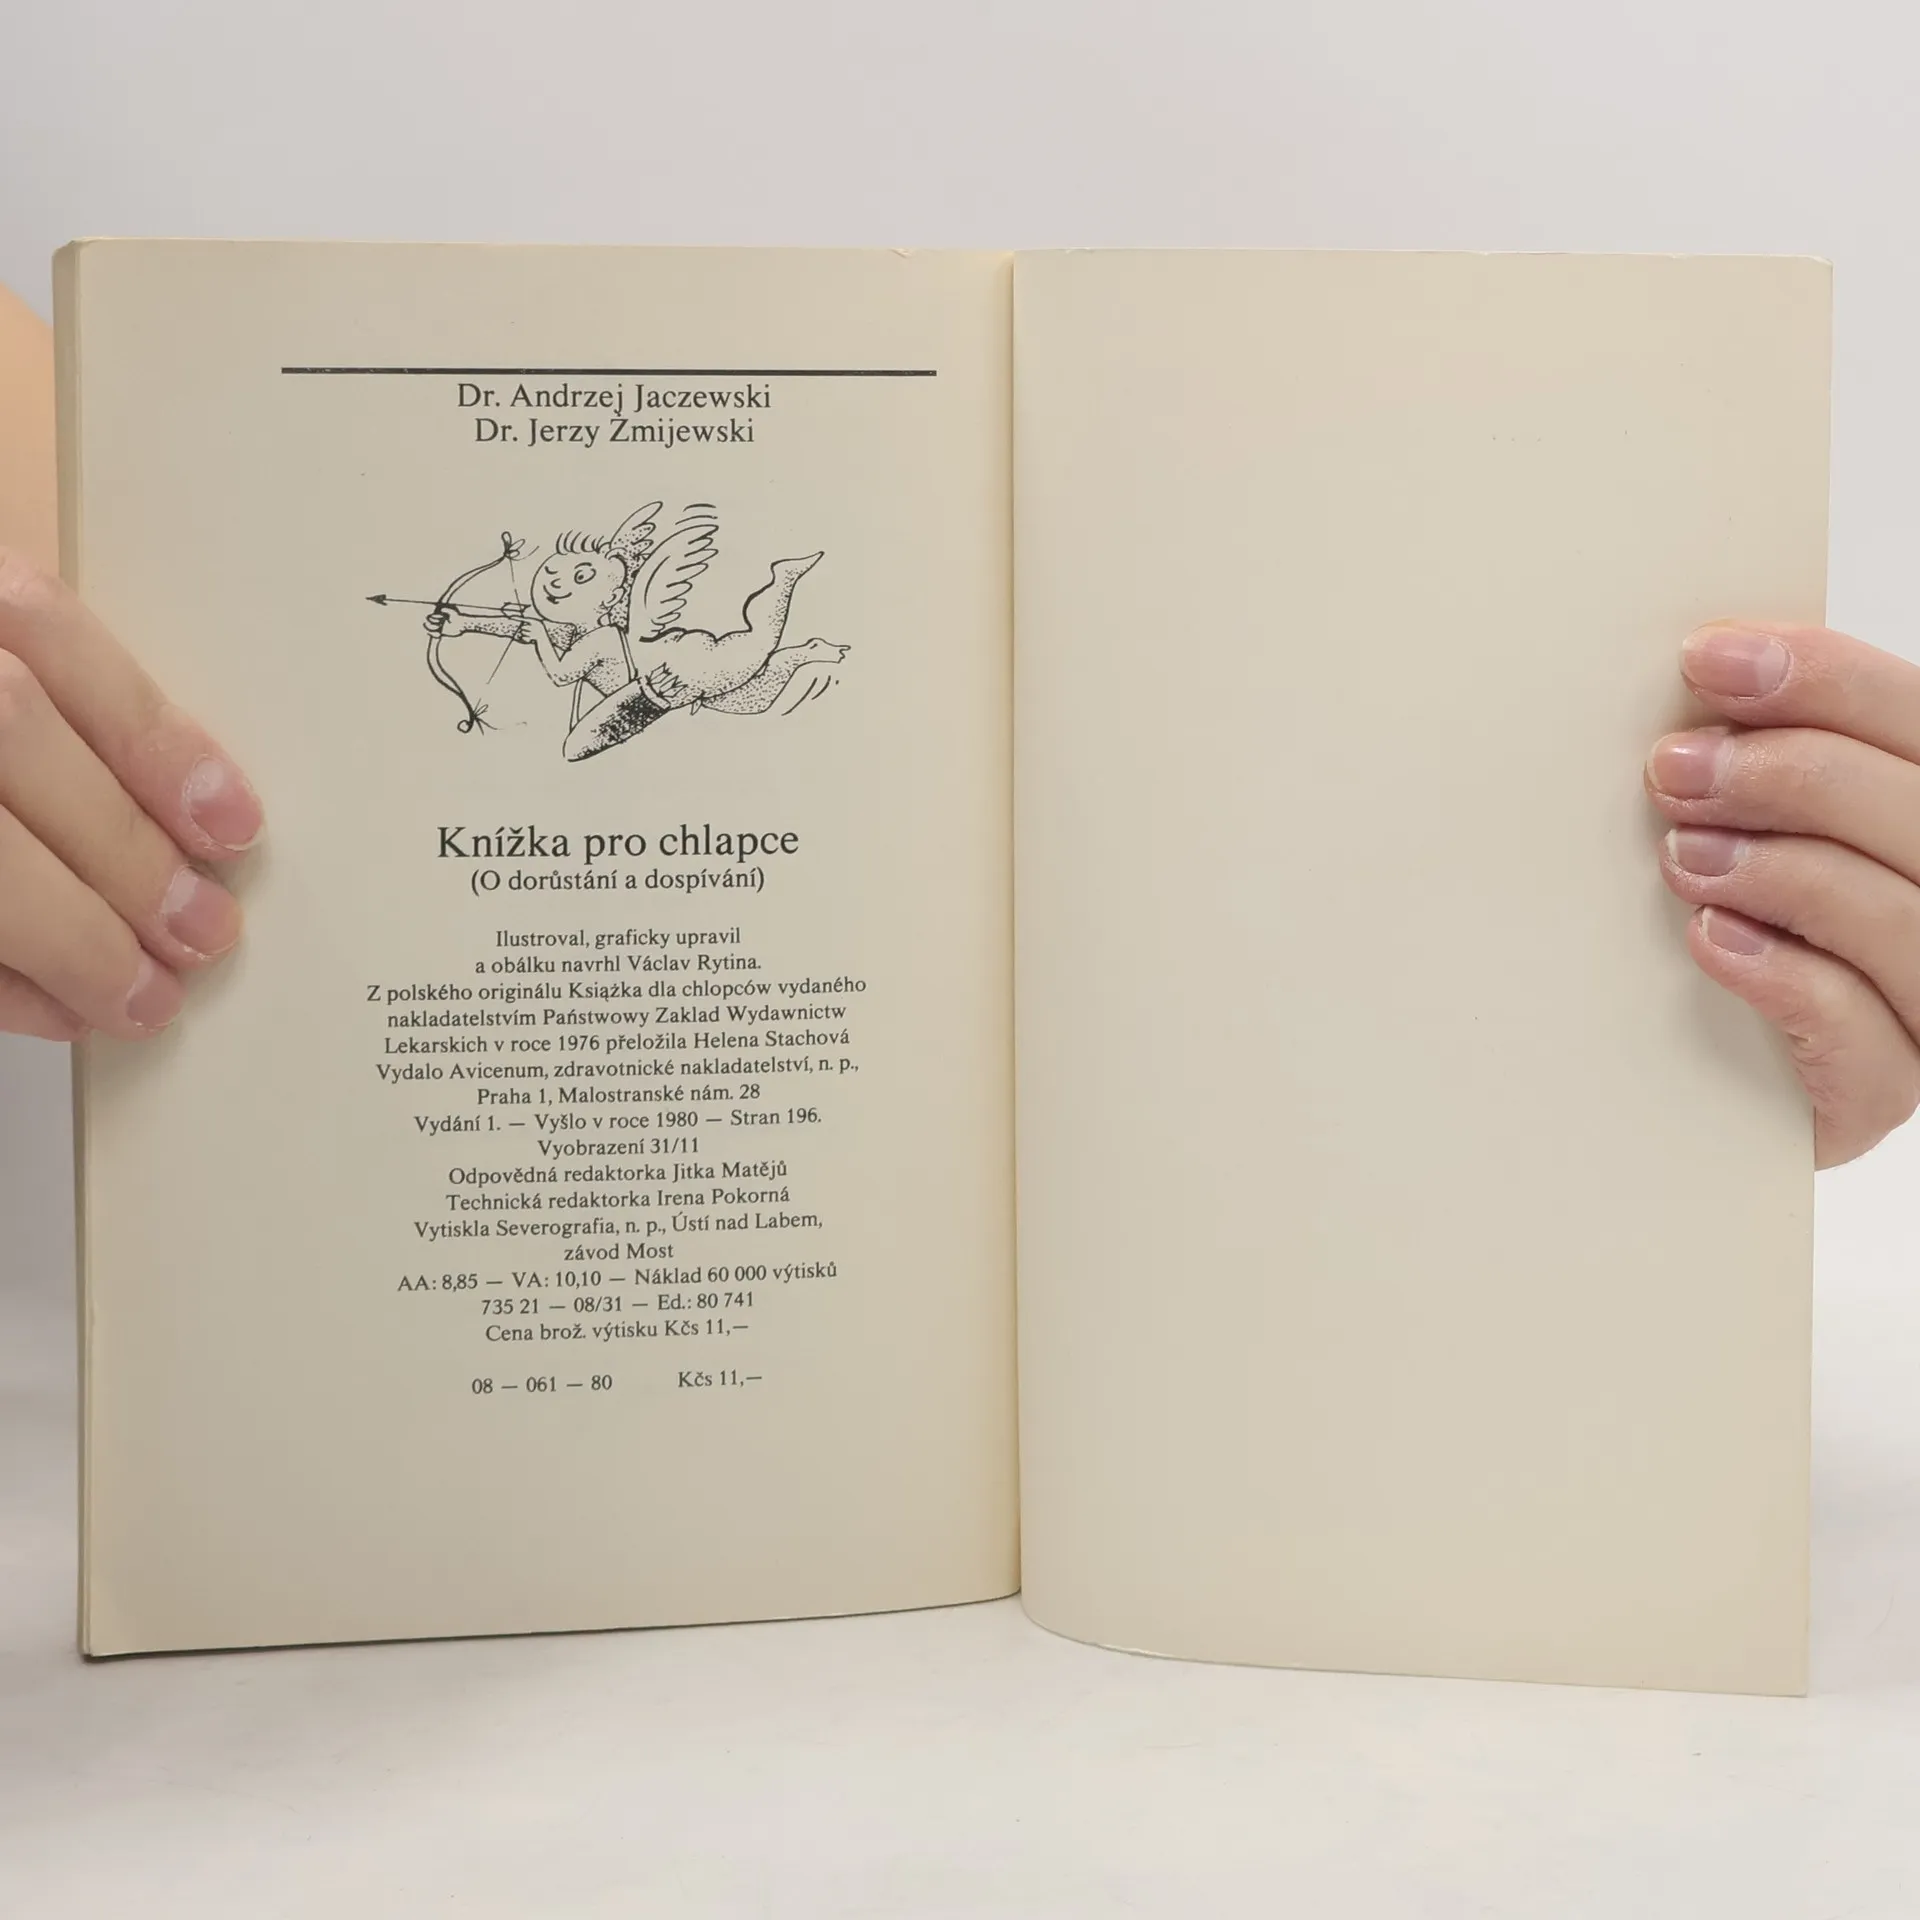 Dr. Andrzej Jaczewski
Dr. Jerzy Żmijewski
Knížka pro chlapce
(O dorůstání a dospívání)
Ilustroval, graficky upravil
a obálku navrhl Václav Rytina.
Z polského originálu Książka dla chlopców vydaného
nakladatelstvím Państwowy Zaklad Wydawnictw
Lekarskich v roce 1976 přeložila Helena Stachová
Vydalo Avicenum, zdravotnické nakladatelství, n. p.,
Praha 1, Malostranské nám. 28
Vydání 1. — Vyšlo v roce 1980 — Stran 196.
Vyobrazení 31/11
Odpovědná redaktorka Jitka Matějů
Technická redaktorka Irena Pokorná
Vytiskla Severografia, n. p., Ústí nad Labem,
závod Most
AA: 8,85 — VA: 10,10 — Náklad 60 000 výtisků
735 21 — 08/31 — Ed.: 80 741
Cena brož. výtisku Kčs 11,—
08 — 061 — 80 Kčs 11,—